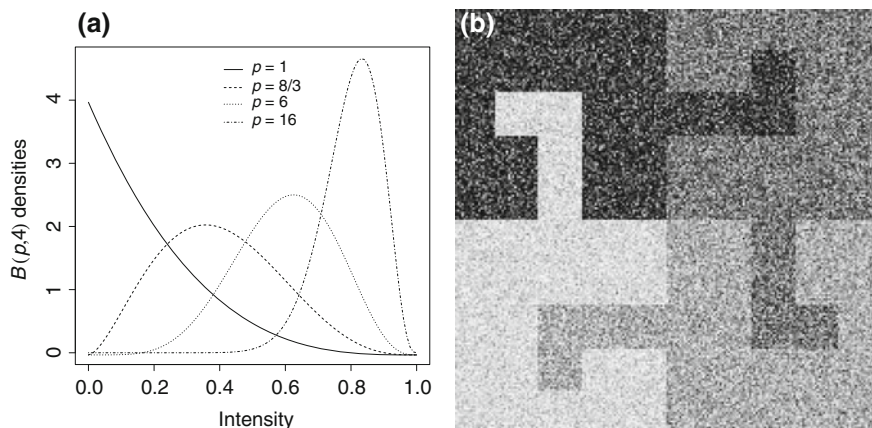 (a)
p = 1
p = 8/3
p = 6
p = 16
B(p,4) densities
4
3
2
1
0
0.0 0.2 0.4 0.6 0.8 1.0
Intensity
(b)